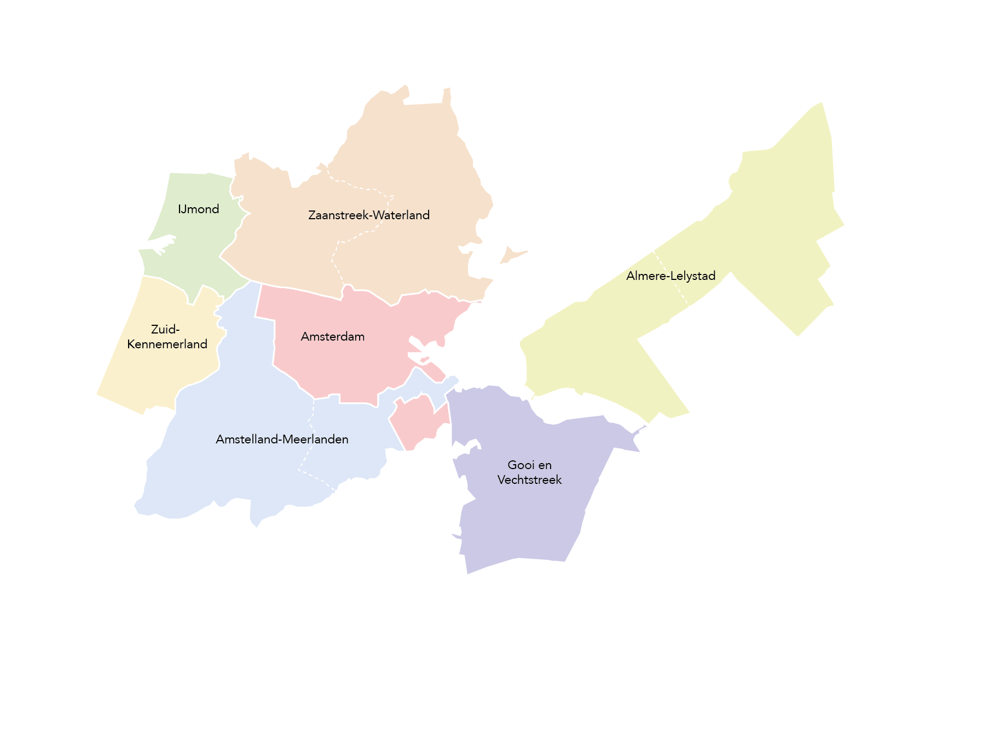 IJmond
Zaanstreek-Waterland
Almere-Lelystad
Zuid-
Kennemerland
Amsterdam
Amstelland-Meerlanden
Gooi en
Vechtstreek